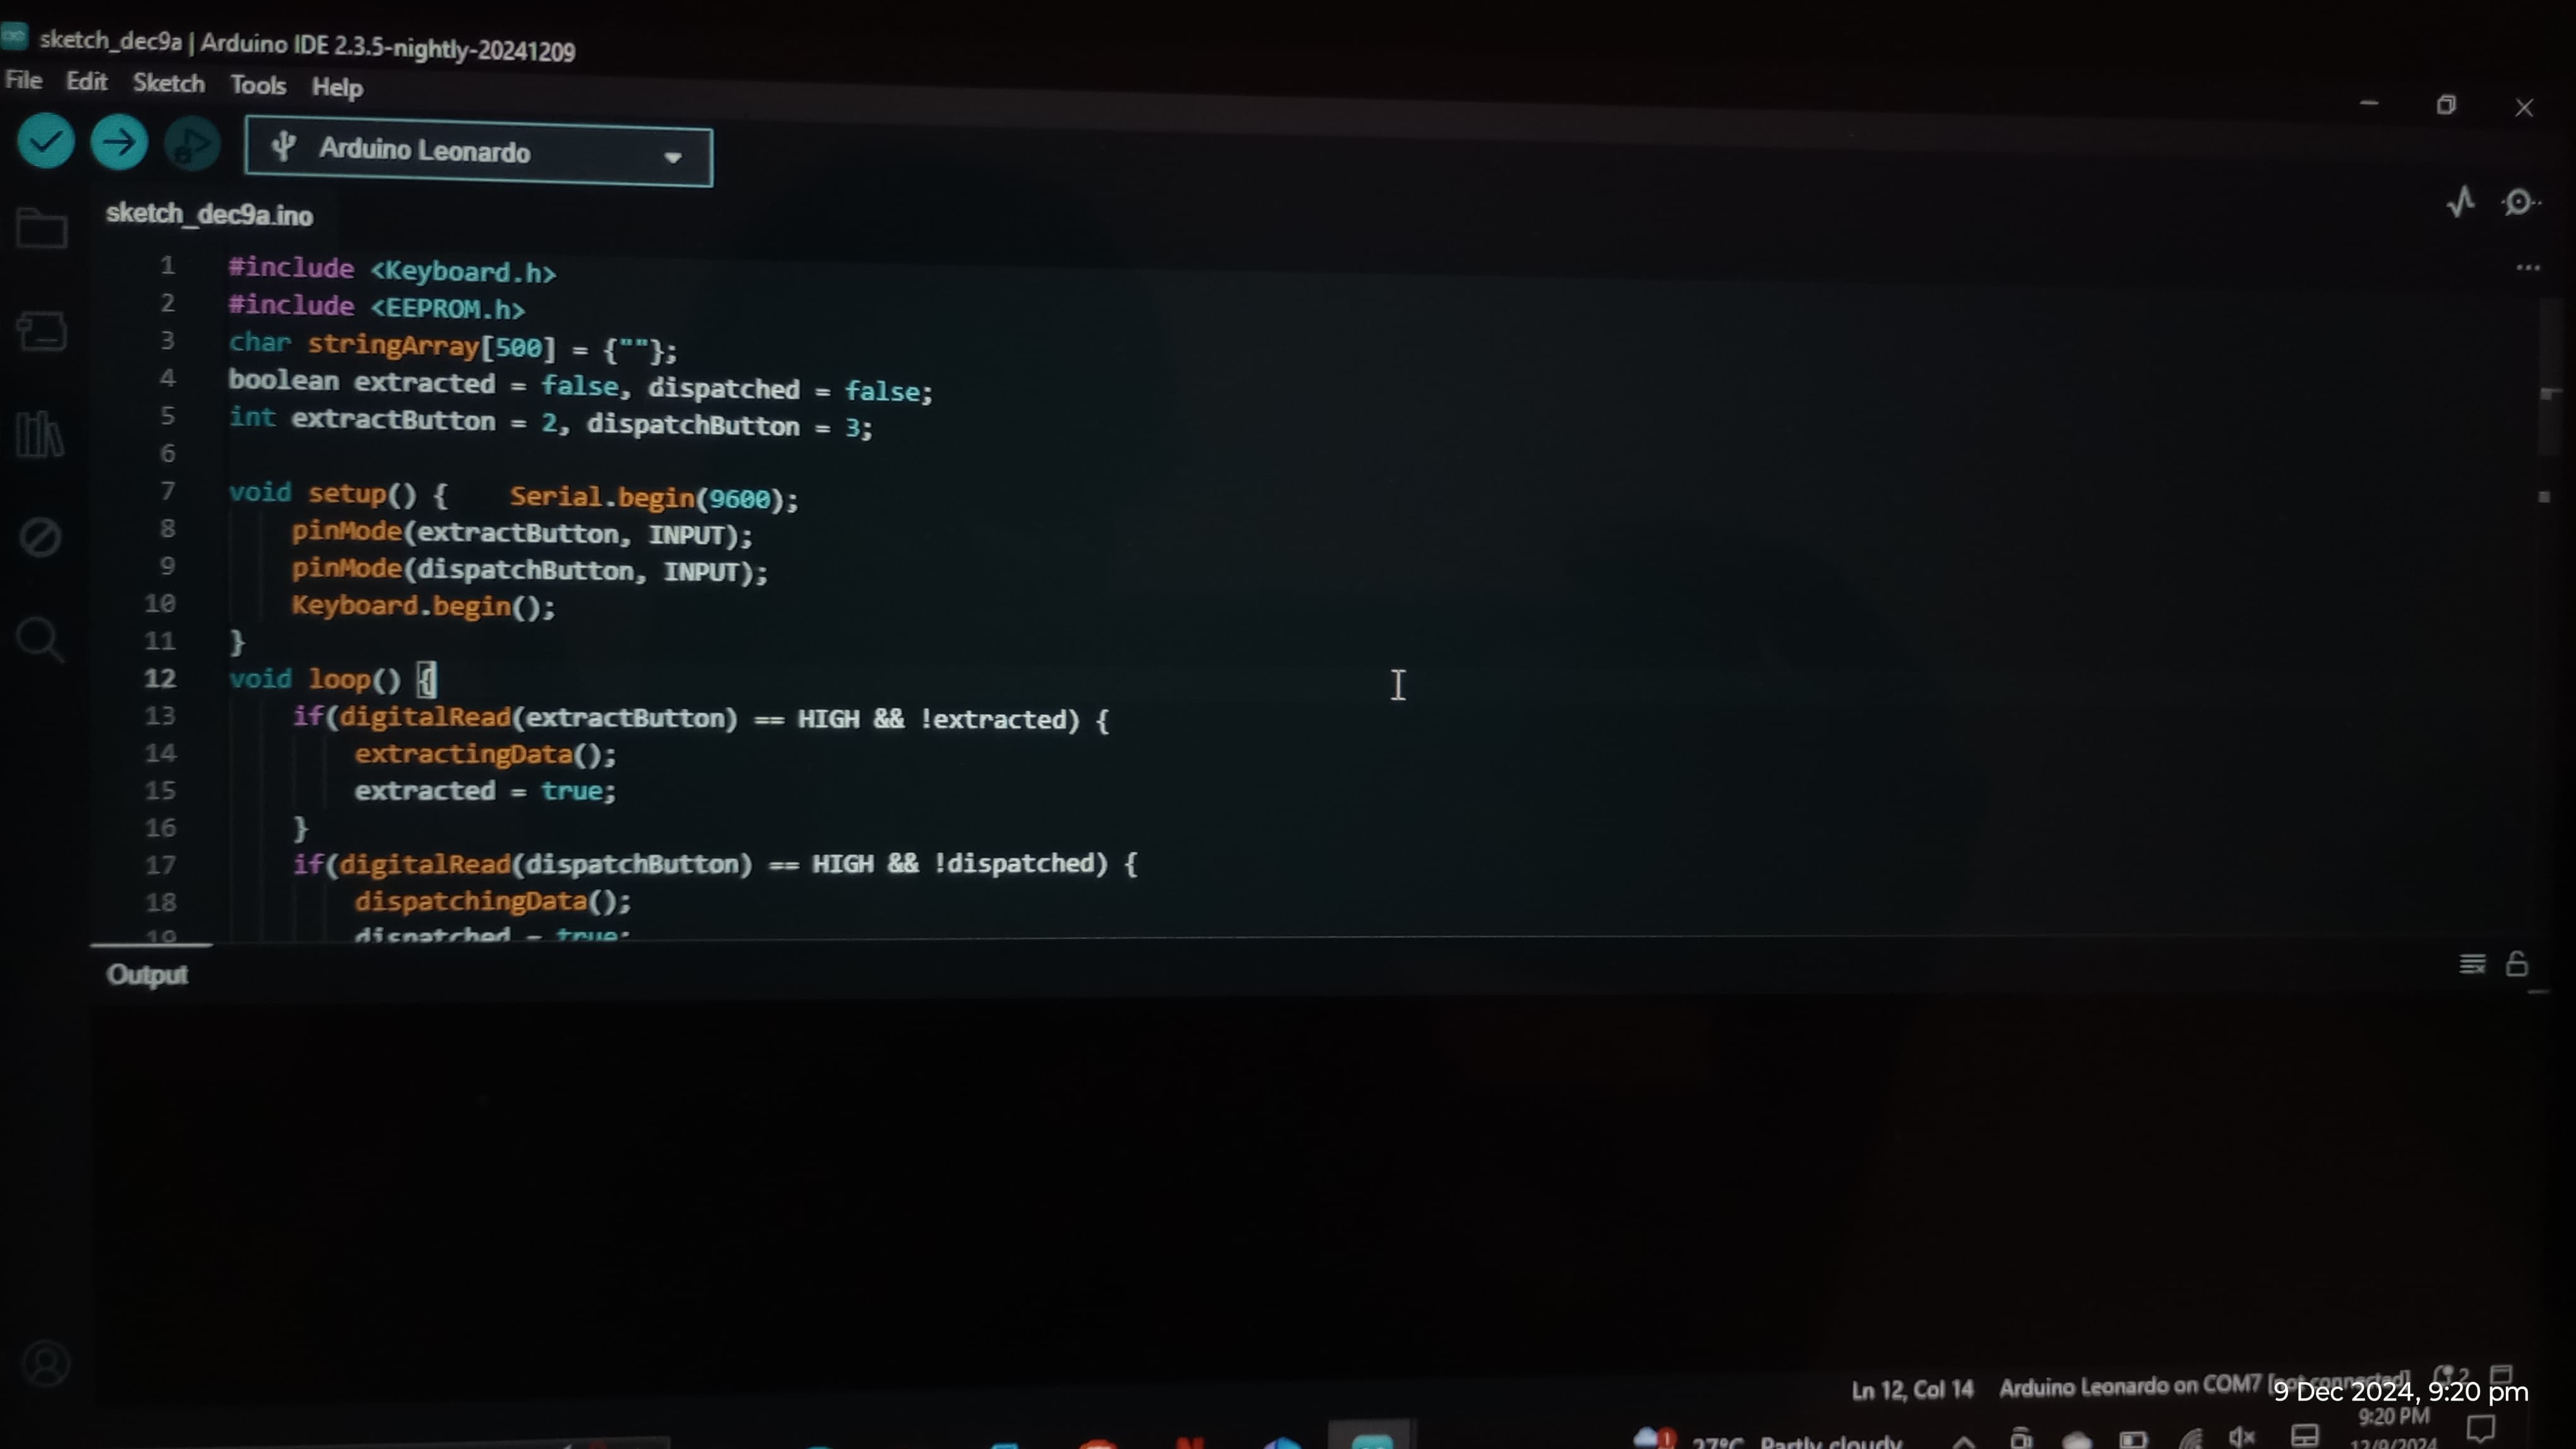 sketch_dec9a | Arduino IDE 2.3.5-nightly-20241209
File Edit Sketch Tools Help
Arduino Leonardo
sketch_dec9a.ino
1 #include <Keyboard.h>
2 #include <EEPROM.h>
3 char stringArray[500] = {""};
4 boolean extracted = false, dispatched = false;
5 int extractButton = 2, dispatchButton = 3;
6
7 void setup() {    Serial.begin(9600);
8 pinMode(extractButton, INPUT);
9 pinMode(dispatchButton, INPUT);
10 Keyboard.begin();
11 }
12 void loop() {
13 if(digitalRead(extractButton) == HIGH && !extracted) {
14 extractingData();
15 extracted = true;
16 }
17 if(digitalRead(dispatchButton) == HIGH && !dispatched) {
18 dispatchingData();
19 dispatched = true;
Output
Ln 12, Col 14 Arduino Leonardo on COM7 [not connected] 2
9 Dec 2024, 9:20 pm
9:20 PM
1 27°C Partly cloudy
12/9/2024